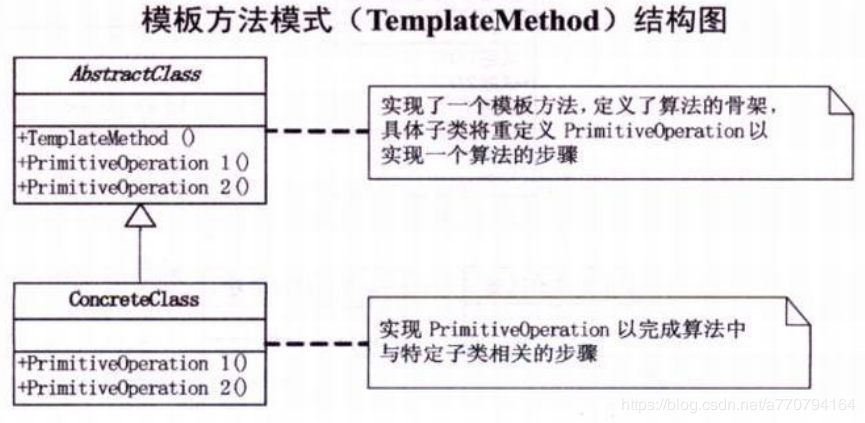 模板方法模式（TemplateMethod）结构图
AbstractClass
+TemplateMethod ()
+PrimitiveOperation 1()
+PrimitiveOperation 2()
实现了一个模板方法，定义了算法的骨架，
具体子类将重定义 PrimitiveOperation 以
实现一个算法的步骤
ConcreteClass
+PrimitiveOperation 1()
+PrimitiveOperation 2()
实现 PrimitiveOperation 以完成算法中
与特定子类相关的步骤
https://blog.csdn.net/a770794164